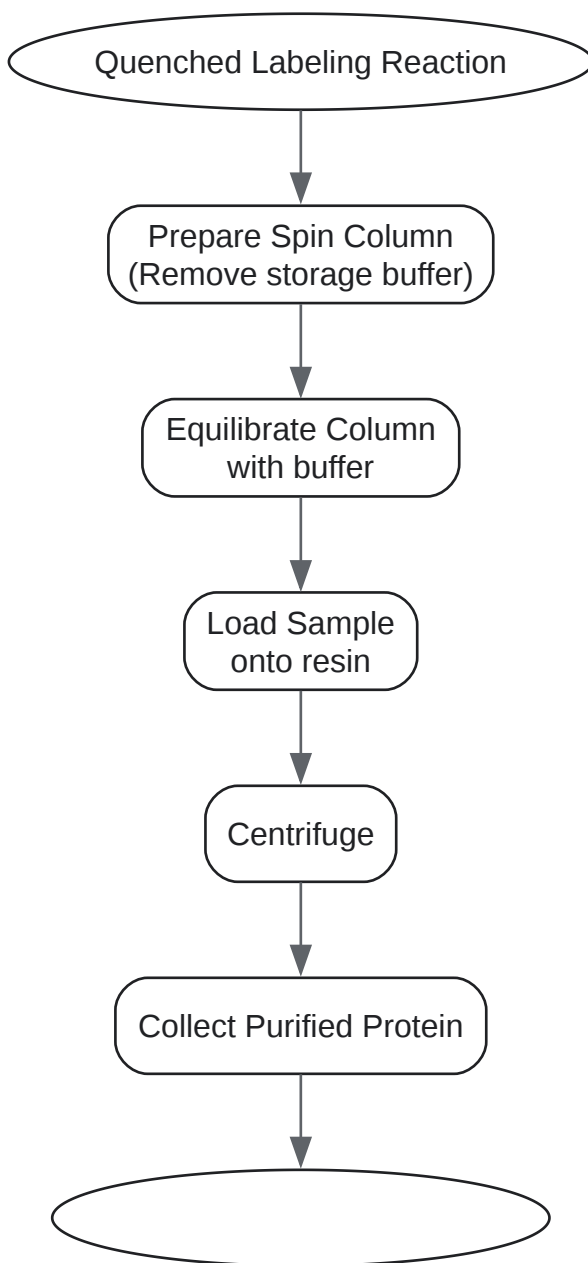 Quenched Labeling Reaction
Prepare Spin Column
(Remove storage buffer)
Equilibrate Column
with buffer
Load Sample
onto resin
Centrifuge
Collect Purified Protein